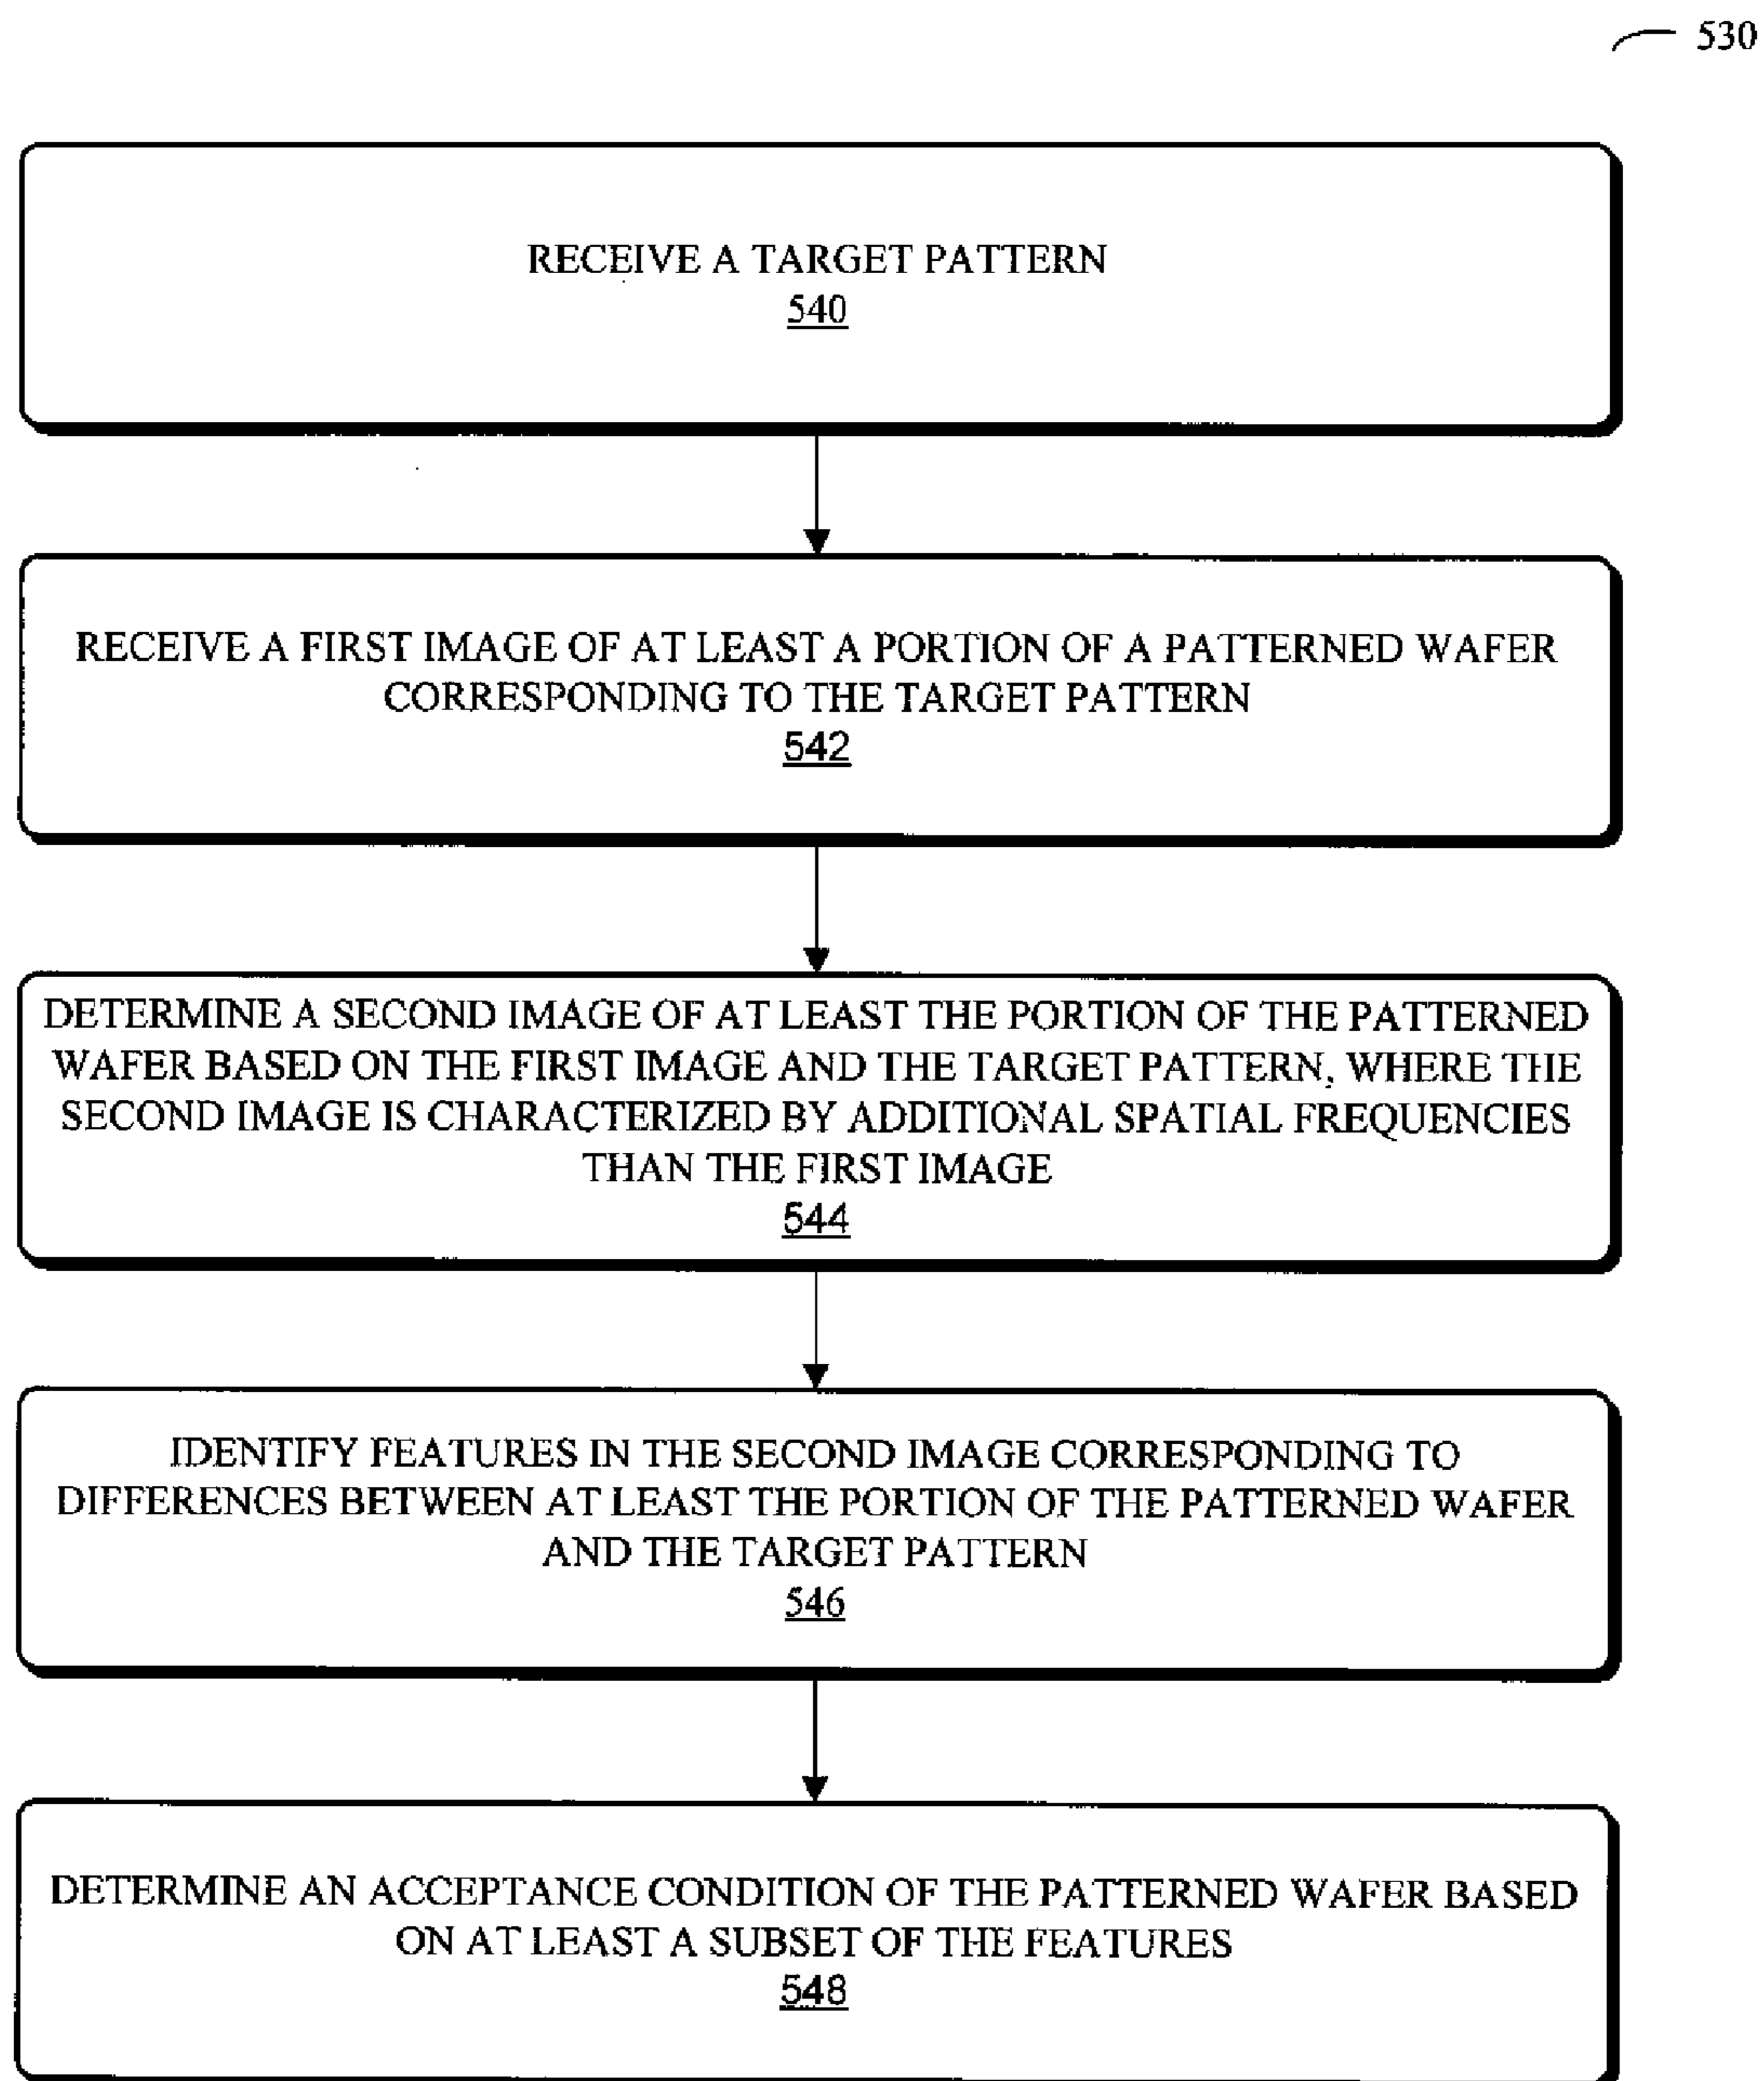 530
RECEIVE A TARGET PATTERN
540
RECEIVE A FIRST IMAGE OF AT LEAST A PORTION OF A PATTERNED WAFER
CORRESPONDING TO THE TARGET PATTERN
542
DETERMINE A SECOND IMAGE OF AT LEAST THE PORTION OF THE PATTERNED
WAFER BASED ON THE FIRST IMAGE AND THE TARGET PATTERN, WHERE THE
SECOND IMAGE IS CHARACTERIZED BY ADDITIONAL SPATIAL FREQUENCIES
THAN THE FIRST IMAGE
544
IDENTIFY FEATURES IN THE SECOND IMAGE CORRESPONDING TO
DIFFERENCES BETWEEN AT LEAST THE PORTION OF THE PATTERNED WAFER
AND THE TARGET PATTERN
546
DETERMINE AN ACCEPTANCE CONDITION OF THE PATTERNED WAFER BASED
ON AT LEAST A SUBSET OF THE FEATURES
548